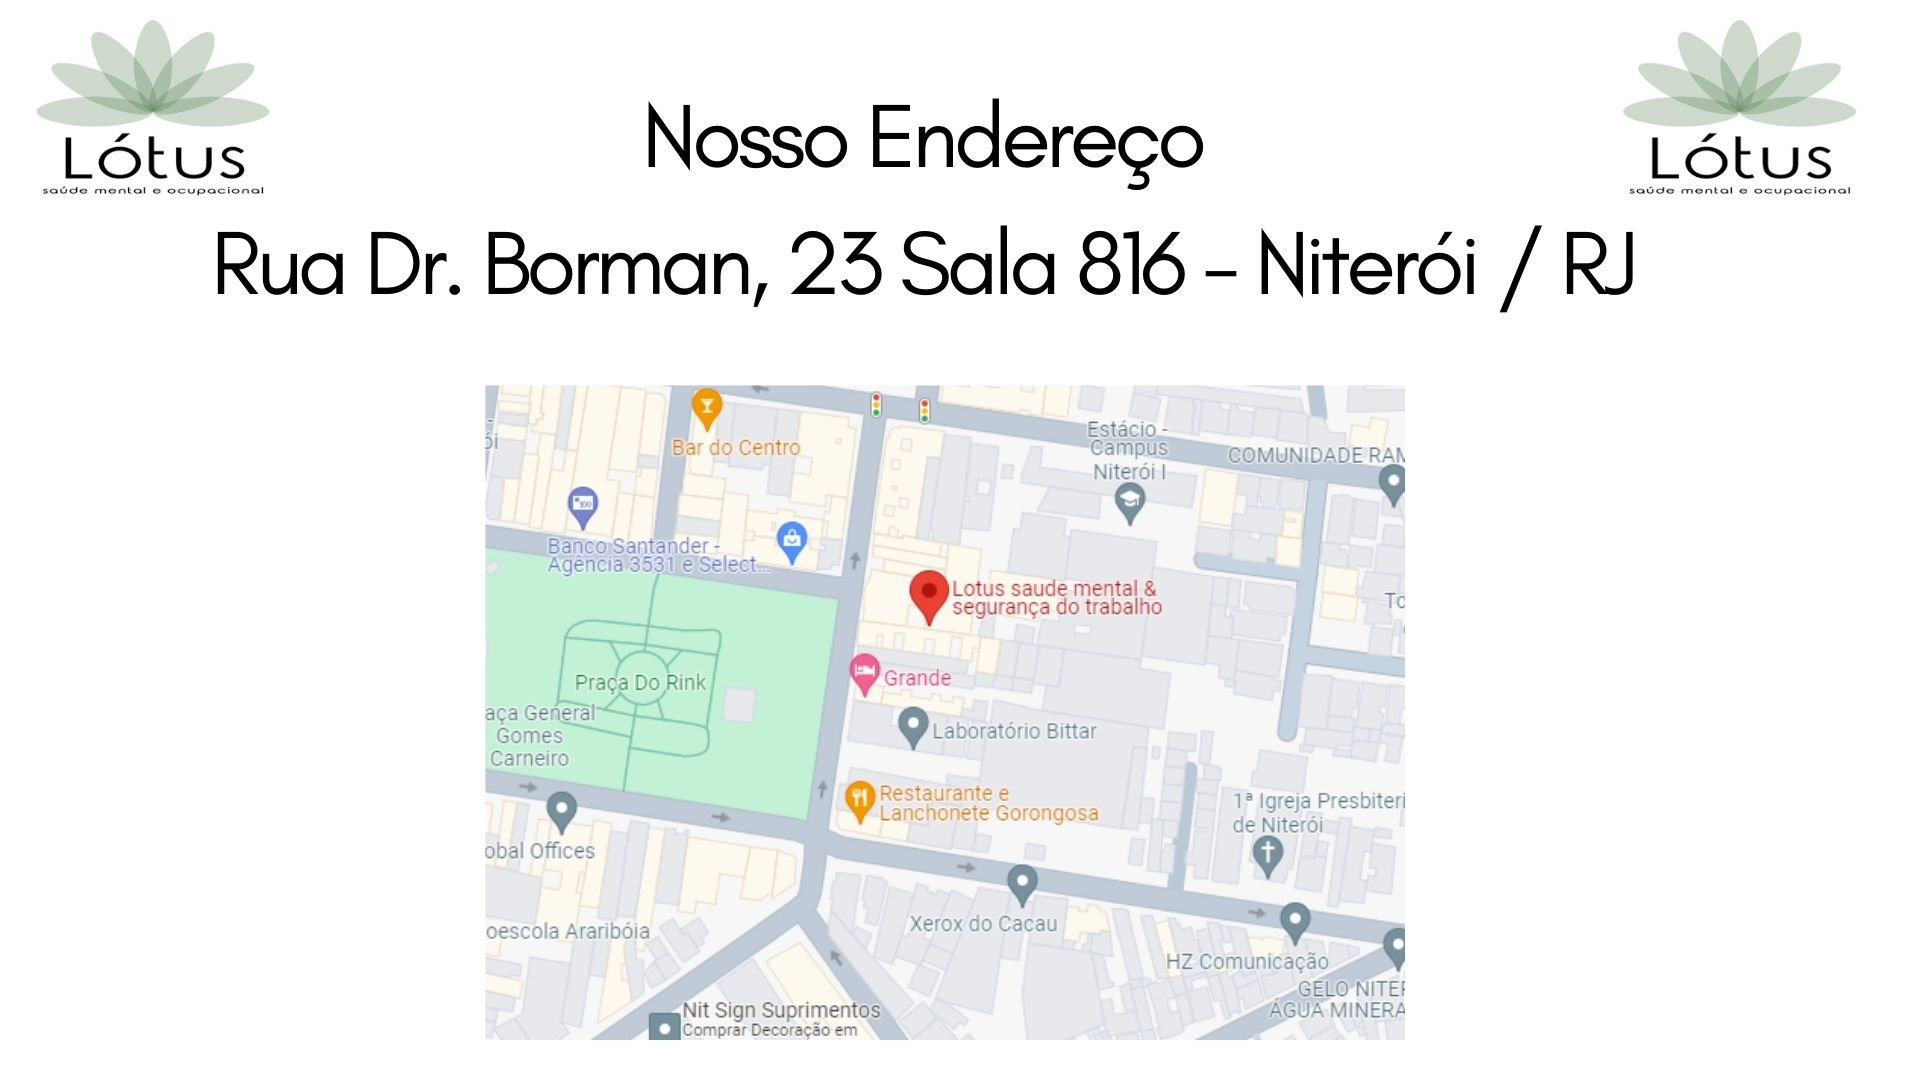 Lótus
saúde mental e ocupacional
Lótus
saúde mental e ocupacional
Nosso Endereço
Rua Dr. Borman, 23 Sala 816 – Niterói / RJ
Bar do Centro
Estácio -
Campus
Niterói I
COMUNIDADE RAM
Banco Santander -
Agência 3531 e Select...
Lotus saude mental &
segurança do trabalho
Praça Do Rink
Grande
aça General
Gomes
Carneiro
Laboratório Bittar
Restaurante e
Lanchonete Gorongosa
1ª Igreja Presbiteri
de Niterói
obal Offices
Xerox do Cacau
oescola Arariboia
HZ Comunicação
GELO NITER
ÁGUA MINERA
Nit Sign Suprimentos
Comprar Decoração em